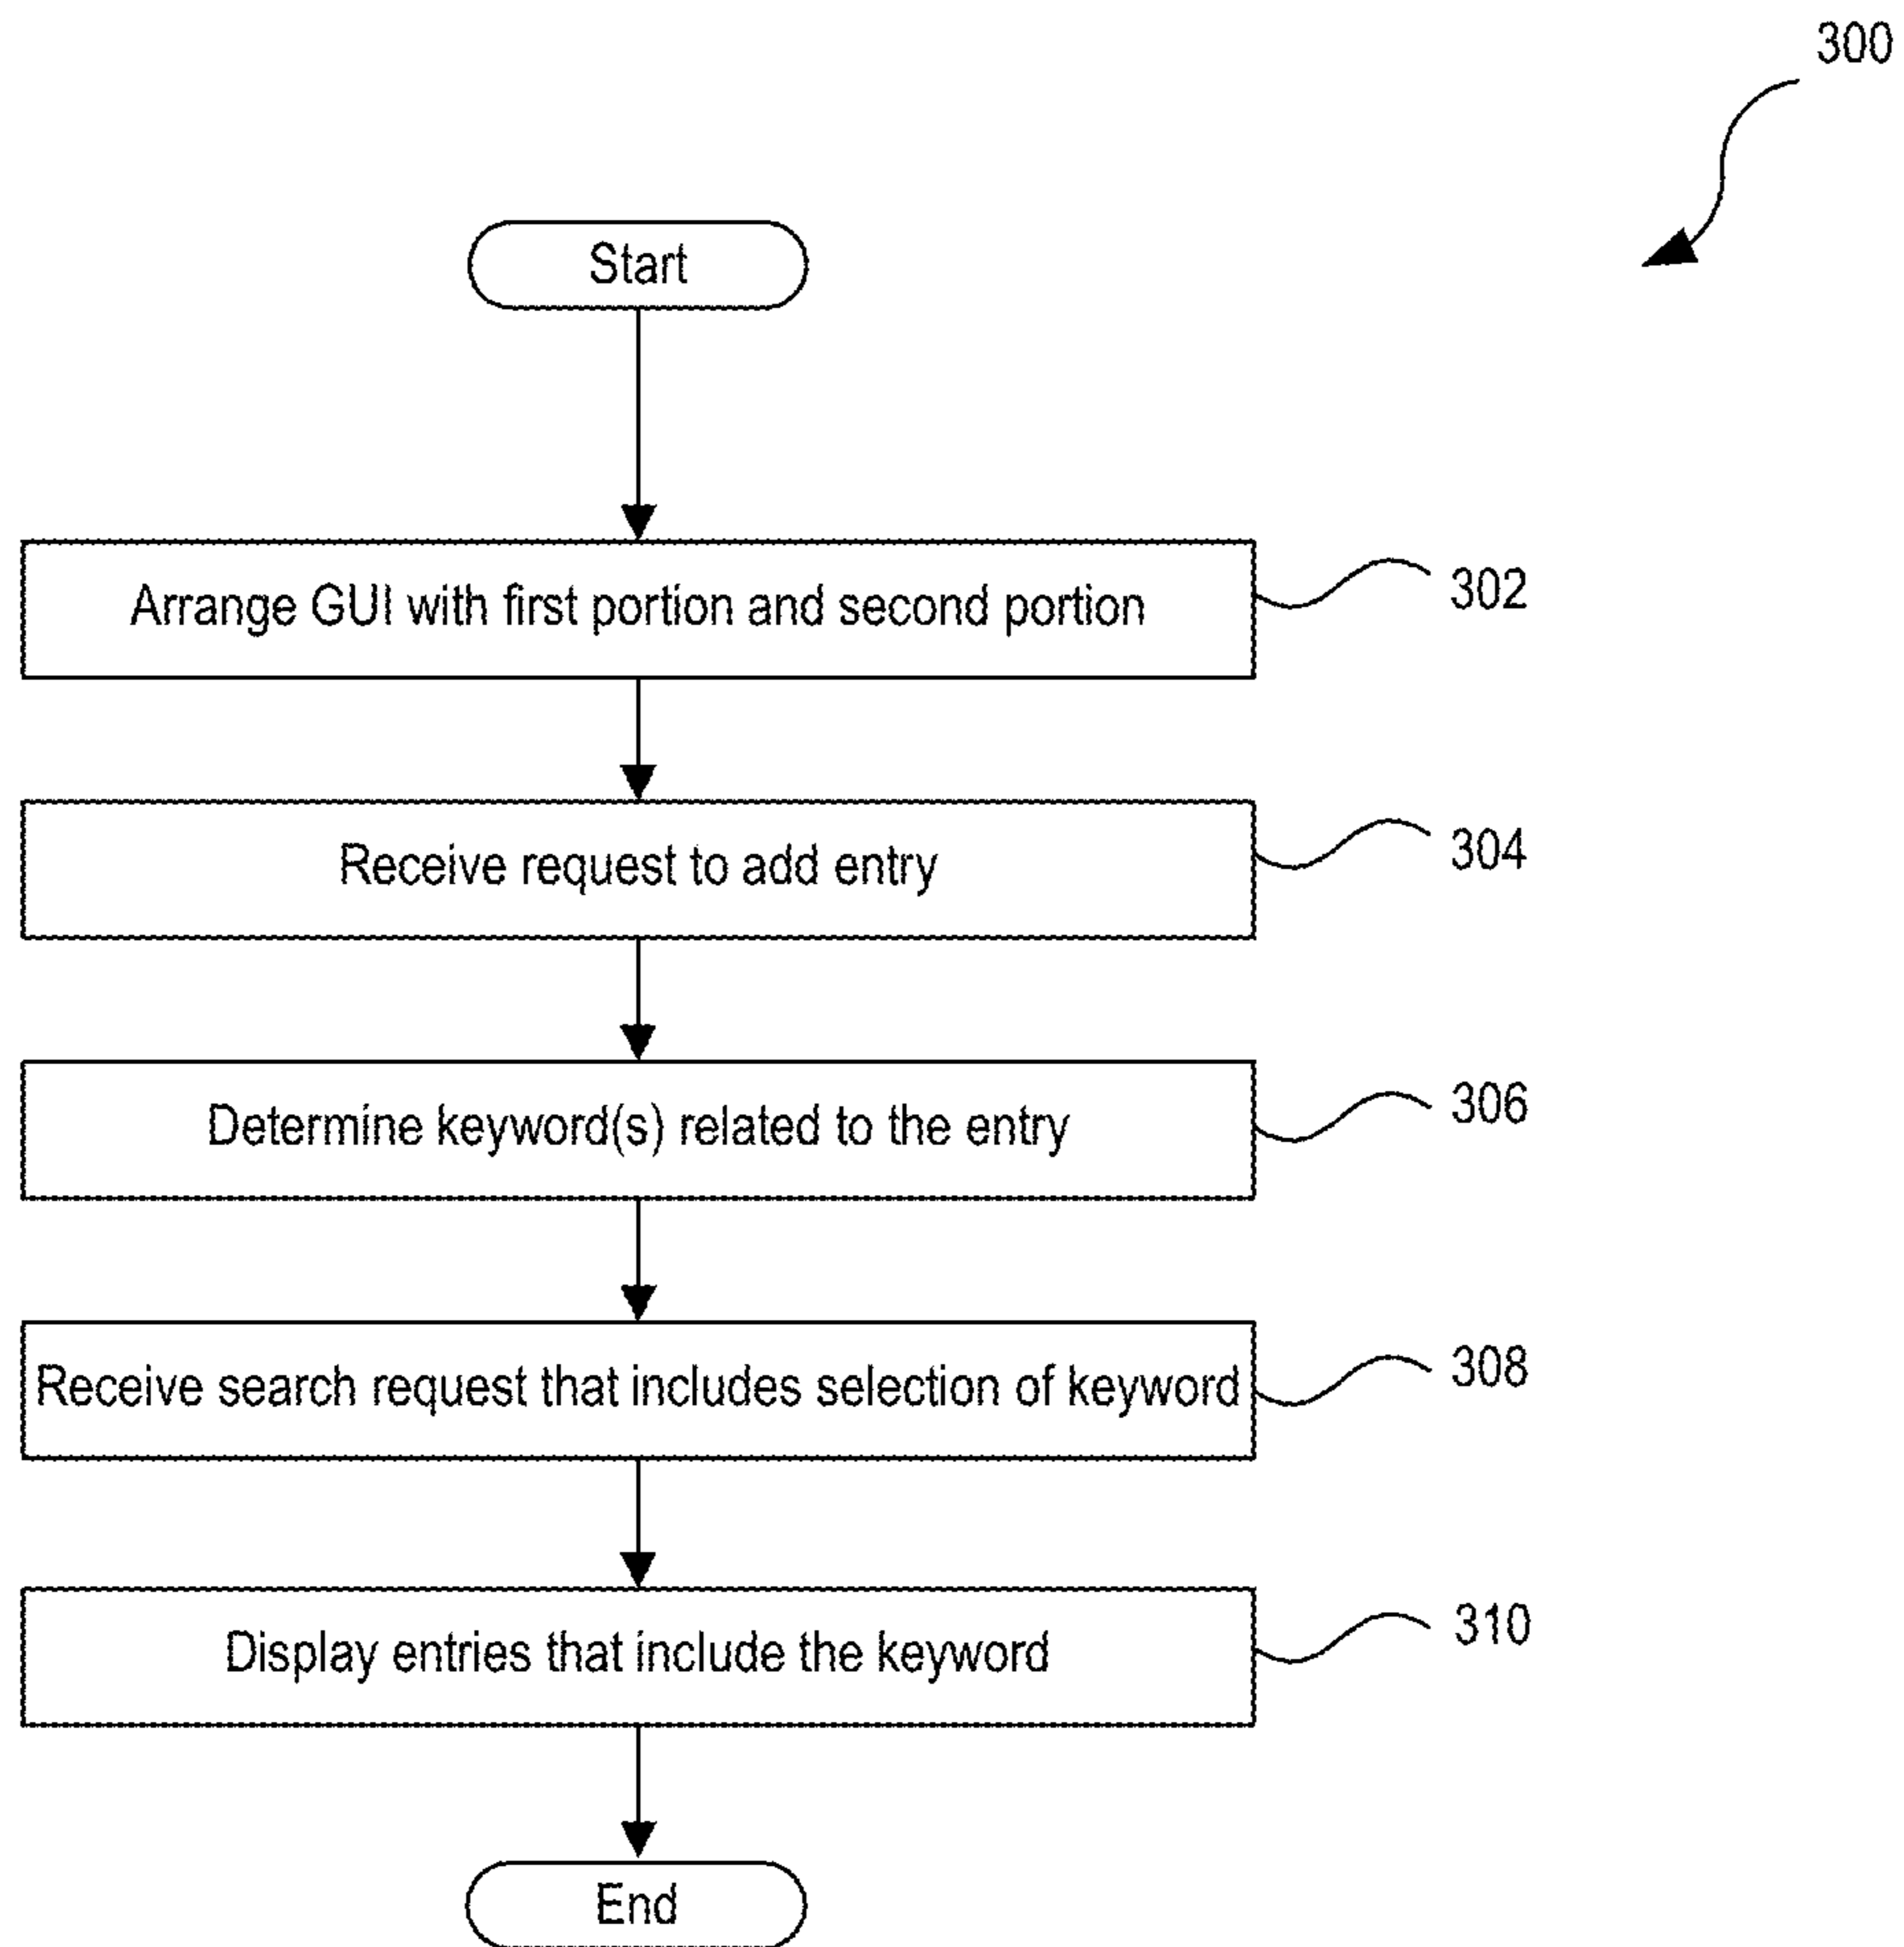 300
Start
Arrange GUI with first portion and second portion
302
Receive request to add entry
304
Determine keyword(s) related to the entry
306
Receive search request that includes selection of keyword
308
Display entries that include the keyword
310
End